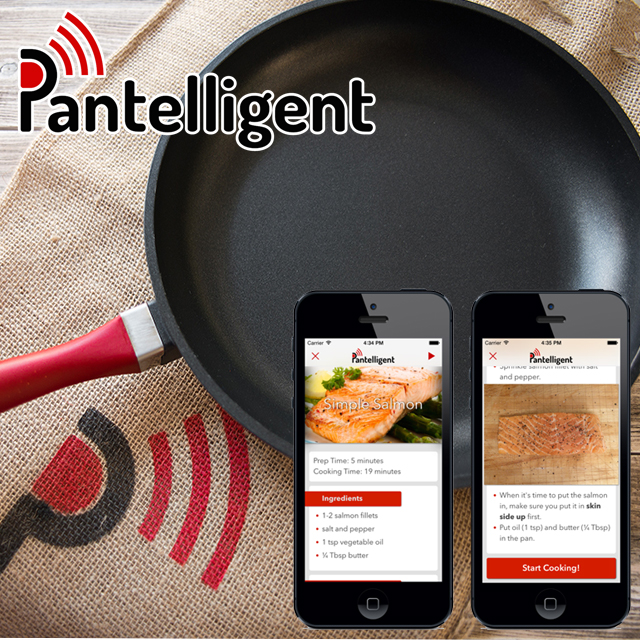 Pantelligent
Carrier 4:34 PM
Pantelligent
Simple Salmon
Prep Time: 5 minutes
Cooking Time: 19 minutes
Ingredients
• 1-2 salmon fillets
• salt and pepper
• 1 tsp vegetable oil
• ¼ Tbsp butter
Carrier 4:35 PM
Pantelligent
• Sprinkle salmon fillet with salt
and pepper.
• When it's time to put the salmon
in, make sure you put it in skin
side up first.
• Put oil (1 tsp) and butter (¼ Tbsp)
in the pan.
Start Cooking!